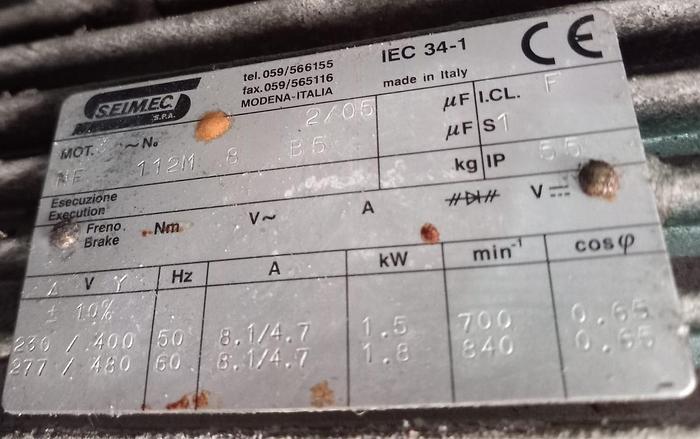 SEIMEC S.P.A.
tel. 059/566155
fax. 059/565116
MODENA-ITALIA
IEC 34-1
made in Italy
CE
MOT. ~ No. 2/05 µF I.CL. F
µF S1
112M 8 B5 kg IP 55
Esecuzione
Execution
Freno. Brake Nm V~ A V
V Hz A kW min-1 cosφ
Δ Y
± 10%
230 / 400 50 8.1/4.7 1.5 700 0.65
277 / 480 60 8.1/4.7 1.8 840 0.65